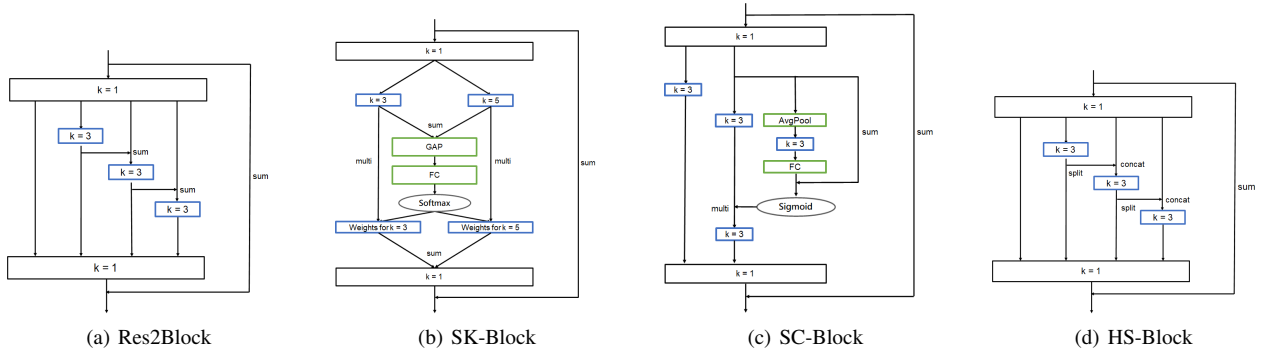 k = 1
k = 3
sum
k = 3
sum
k = 3
sum
k = 1
(a) Res2Block
k = 1
k = 3
k = 5
sum
GAP
multi
multi
FC
Softmax
Weights for k = 3
Weights for k = 5
sum
k = 1
sum
(b) SK-Block
k = 1
k = 3
k = 3
AvgPool
k = 3
FC
sum
Sigmoid
multi
k = 3
k = 1
sum
(c) SC-Block
k = 1
k = 3
split
concat
k = 3
split
concat
k = 3
sum
k = 1
(d) HS-Block